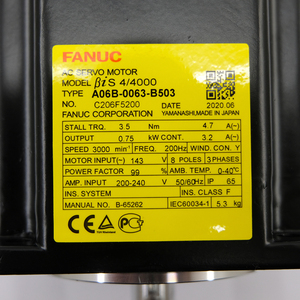 FANUC
AC SERVO MOTOR
MODEL βiS 4/4000
TYPE A06B-0063-B503
NO. C206F5200 2020.06
FANUC CORPORATION YAMANASHI, MADE IN JAPAN
STALL TRQ. 3.5 Nm 4.7 A(~)
OUTPUT 0.75 kW CONT. 3.2 A(~)
SPEED 3000 min⁻¹ FREQ. 200Hz WIND. CON. Y
MOTOR INPUT(~) 143 V 8 POLES 3 PHASES
POWER FACTOR 99 % AMB. TEMP. 0-40℃
AMP. INPUT 200-240 V 50/60Hz IP 65
INS. SYSTEM INS. CLASS F
MANUAL NO. B-65262 IEC60034-1 5.3 kg